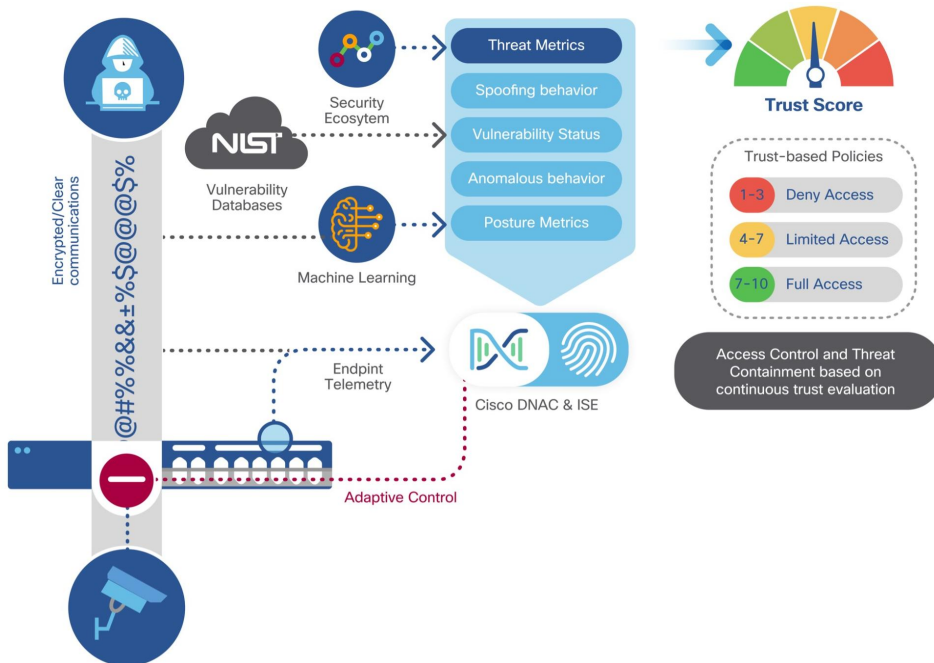 Encrypted/Clear
communications
@#%%&&±%$@@@$%
Security
Ecosytem
NIST
Vulnerability
Databases
Machine Learning
Endpint
Telemetry
Adaptive Control
Threat Metrics
Spoofing behavior
Vulnerability Status
Anomalous behavior
Posture Metrics
Cisco DNAC & ISE
Trust Score
Trust-based Policies
1-3 Deny Access
4-7 Limited Access
7-10 Full Access
Access Control and Threat
Containment based on
continuous trust evaluation